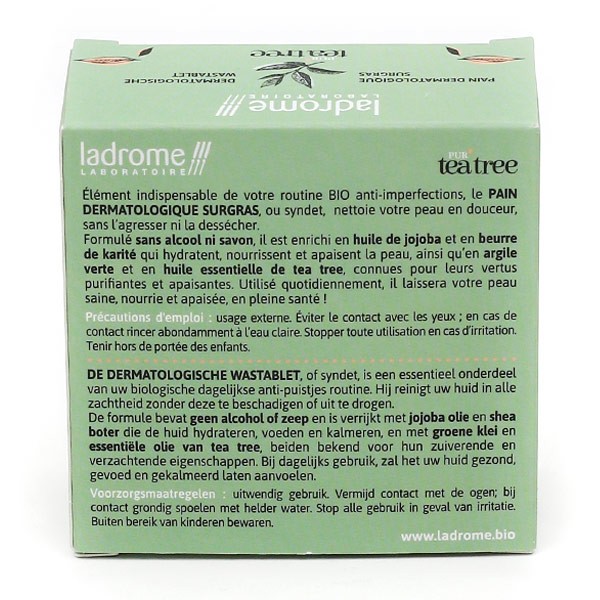 PUR
tea tree
DERMATOLOGISCHE
WASTABLET
PAIN DERMATOLOGIQUE
SURGRAS
ladrome
LABORATOIRE
ladrome
LABORATOIRE
PUR
tea tree
Élément indispensable de votre routine BIO anti-imperfections, le PAIN
DERMATOLOGIQUE SURGRAS, ou syndet, nettoie votre peau en douceur,
sans l'agresser ni la dessécher.
Formulé sans alcool ni savon, il est enrichi en huile de jojoba et en beurre
de karité qui hydratent, nourrissent et apaisent la peau, ainsi qu'en argile
verte et en huile essentielle de tea tree, connues pour leurs vertus
purifiantes et apaisantes. Utilisé quotidiennement, il laissera votre peau
saine, nourrie et apaisée, en pleine santé !
Précautions d'emploi : usage externe. Éviter le contact avec les yeux ; en cas de
contact rincer abondamment à l'eau claire. Stopper toute utilisation en cas d'irritation.
Tenir hors de portée des enfants.
DE DERMATOLOGISCHE WASTABLET, of syndet, is een essentieel onderdeel
van uw biologische dagelijkse anti-puistjes routine. Hij reinigt uw huid in alle
zachtheid zonder deze te beschadigen of uit te drogen.
De formule bevat geen alcohol of zeep en is verrijkt met jojoba olie en shea
boter die de huid hydrateren, voeden en kalmeren, en met groene klei en
essentiële olie van tea tree, beiden bekend voor hun zuiverende en
verzachtende eigenschappen. Bij dagelijks gebruik, zal het uw huid gezond,
gevoed en gekalmeerd laten aanvoelen.
Voorzorgsmaatregelen : uitwendig gebruik. Vermijd contact met de ogen; bij
contact grondig spoelen met helder water. Stop alle gebruik in geval van irritatie.
Buiten bereik van kinderen bewaren.
www.ladrome.bio